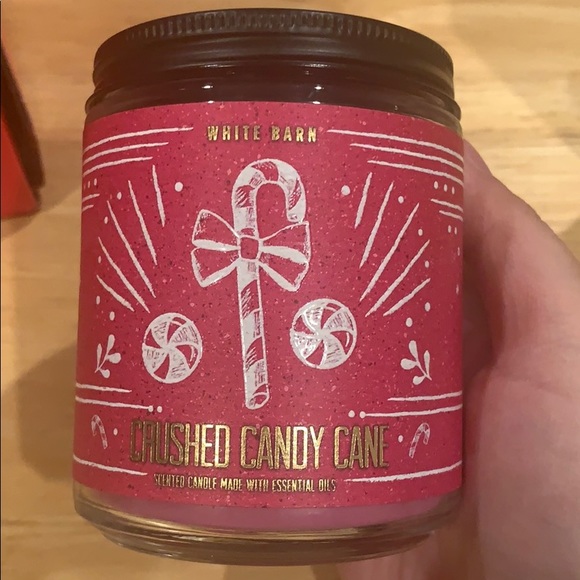 WHITE BARN
CRUSHED CANDY CANE
SCENTED CANDLE MADE WITH ESSENTIAL OILS